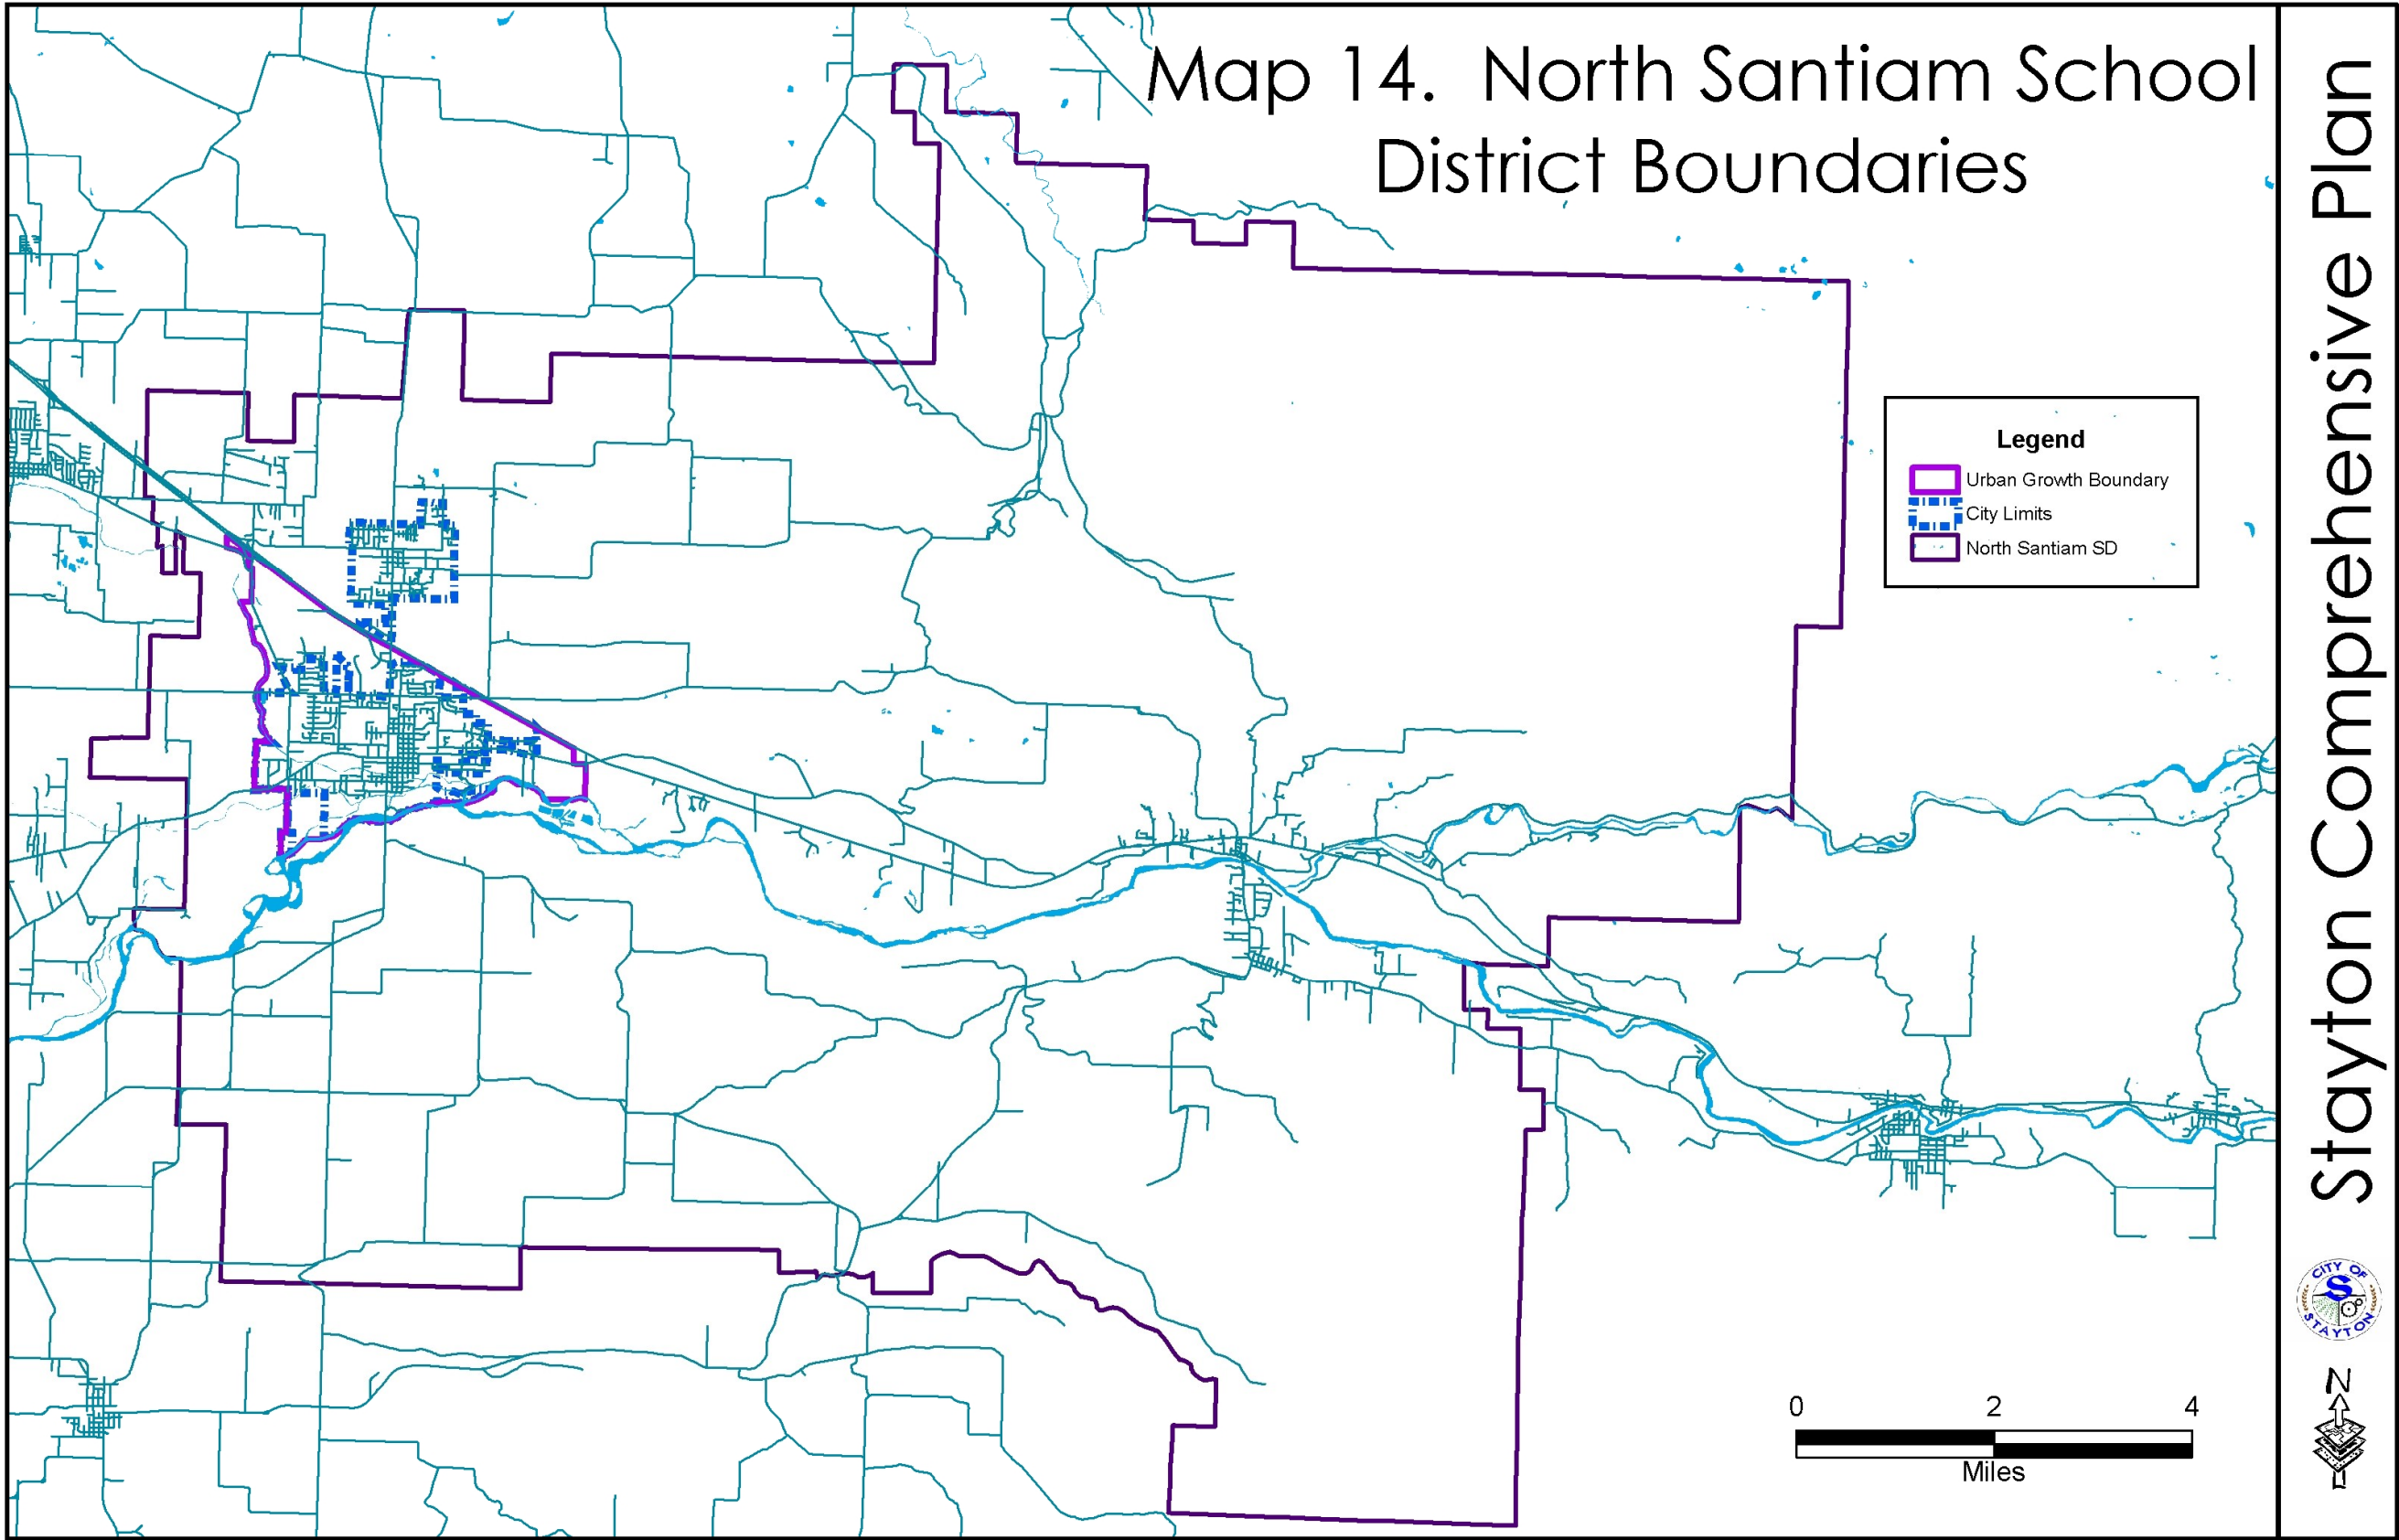 Map 14. North Santiam School
District Boundaries
Legend
Urban Growth Boundary
City Limits
North Santiam SD
0 2 4
Miles
Stayton Comprehensive Plan
CITY OF
S
STAYTON
N